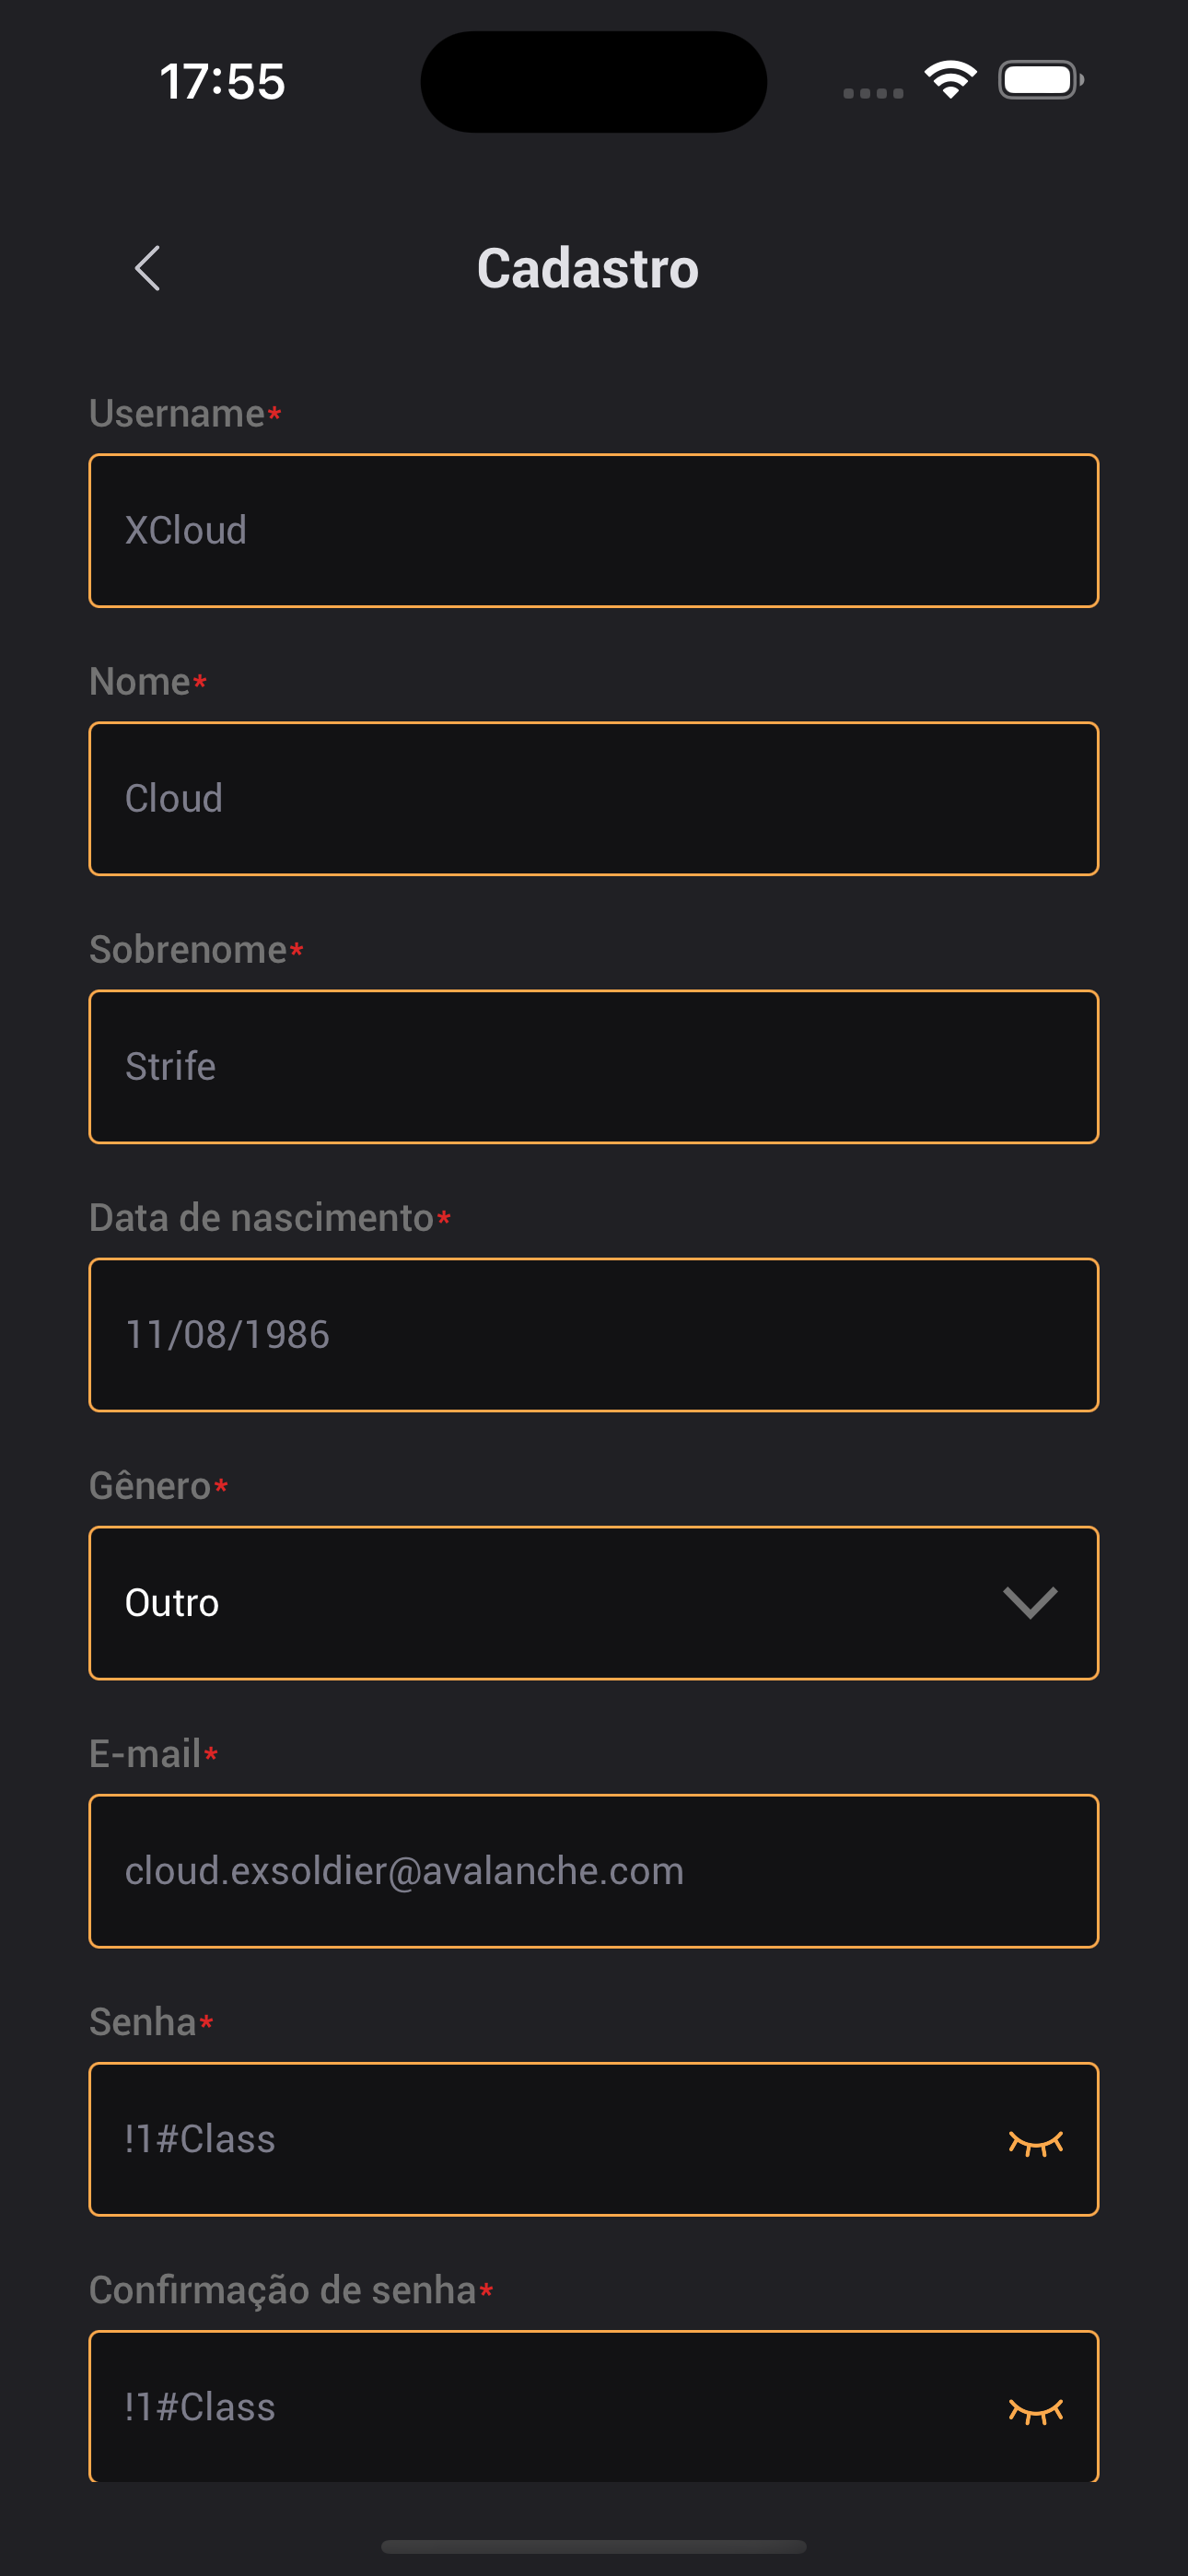 17:55
Cadastro
Username*
XCloud
Nome*
Cloud
Sobrenome*
Strife
Data de nascimento*
11/08/1986
Gênero*
Outro
E-mail*
cloud.exsoldier@avalanche.com
Senha*
!1#Class
Confirmação de senha*
!1#Class